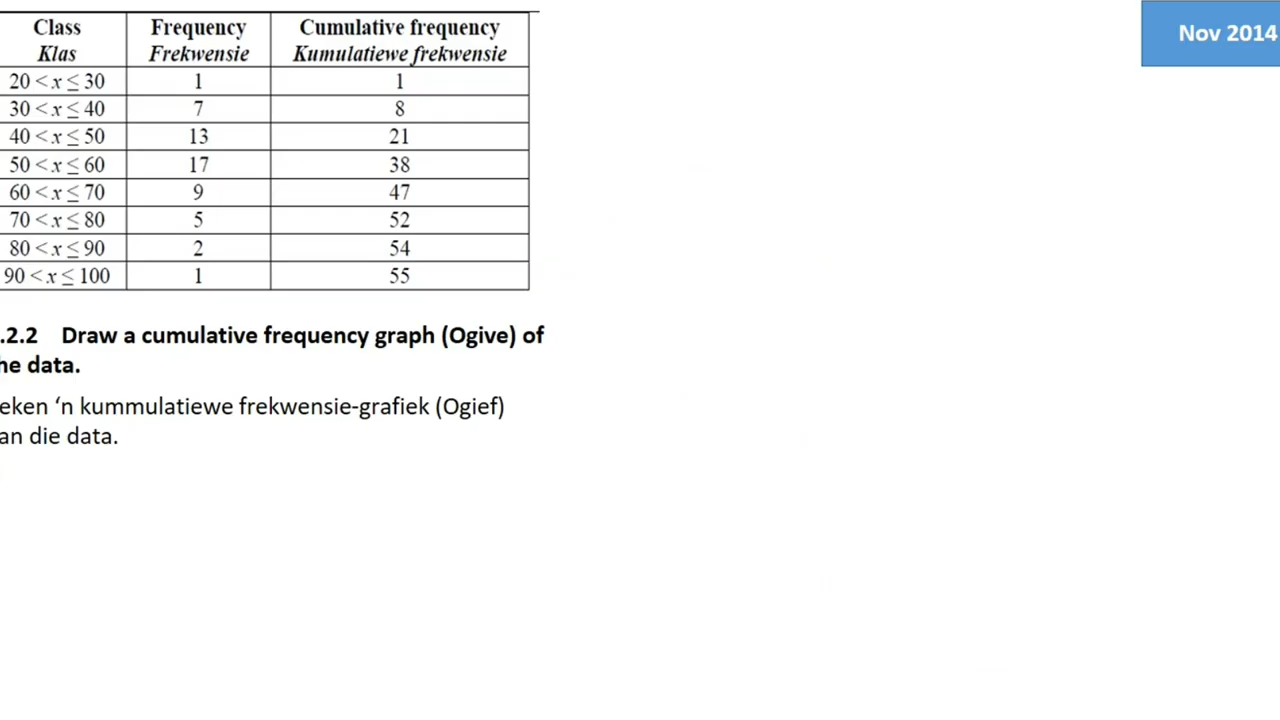 Class Frequency Cumulative frequency
Klas Frekwensie Kumulatiewe frekwensie
20 < x ≤ 30 1 1
30 < x ≤ 40 7 8
40 < x ≤ 50 13 21
50 < x ≤ 60 17 38
60 < x ≤ 70 9 47
70 < x ≤ 80 5 52
80 < x ≤ 90 2 54
90 < x ≤ 100 1 55
Nov 2014
.2.2 Draw a cumulative frequency graph (Ogive) of
he data.
eken ‘n kummulatiewe frekwensie-grafiek (Ogief)
an die data.